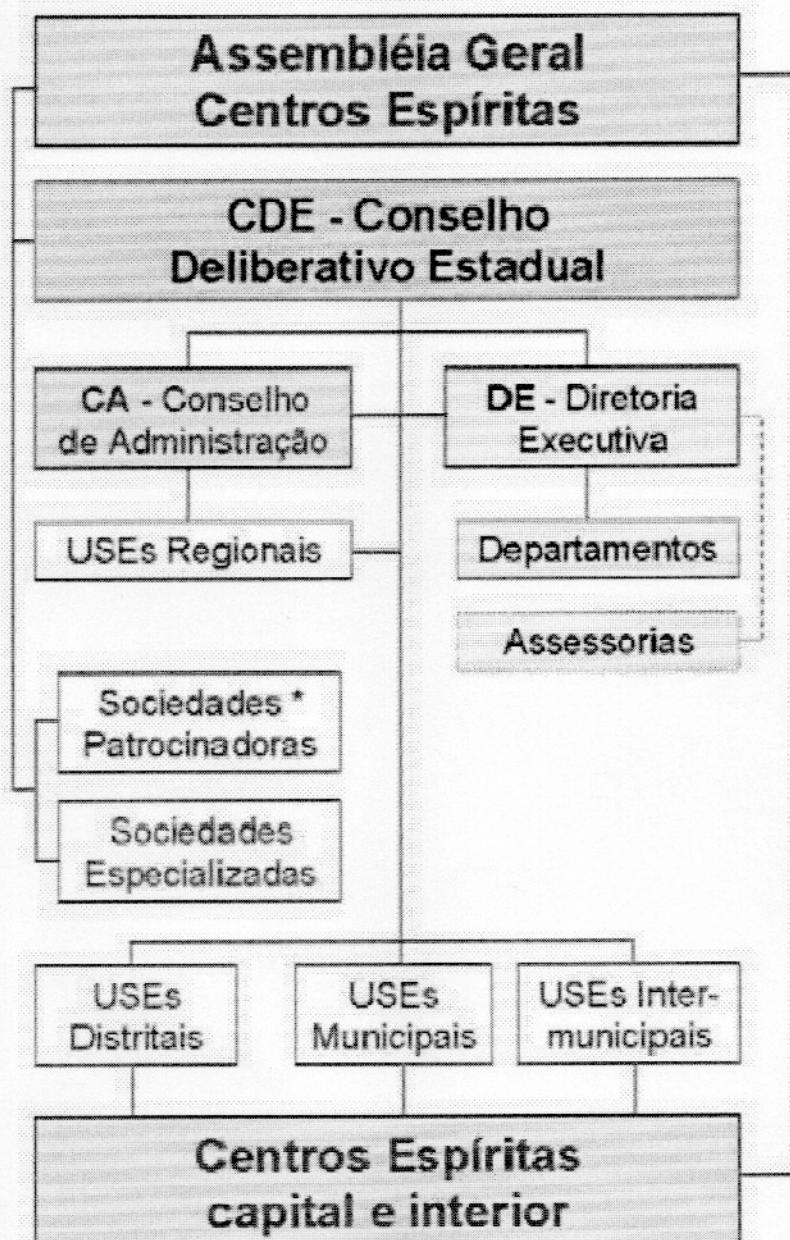 Assembléia Geral
Centros Espíritas
CDE - Conselho
Deliberativo Estadual
CA - Conselho
de Administração
DE - Diretoria
Executiva
USEs Regionais
Departamentos
Assessorias
Sociedades *
Patrocinadoras
Sociedades
Especializadas
USEs
Distritais
USEs
Municipais
USEs Inter-
municipais
Centros Espíritas
capital e interior